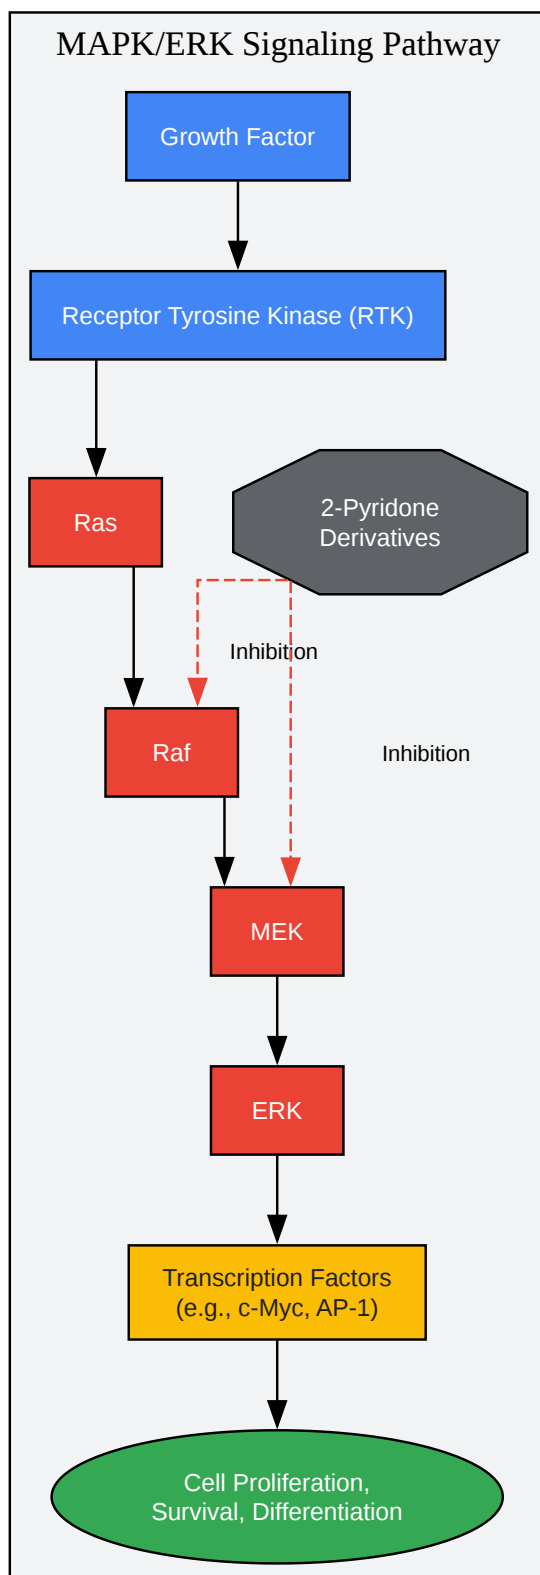 MAPK/ERK Signaling Pathway
Growth Factor
Receptor Tyrosine Kinase (RTK)
Ras
2-Pyridone
Derivatives
Inhibition
Raf
Inhibition
MEK
ERK
Transcription Factors
(e.g., c-Myc, AP-1)
Cell Proliferation,
Survival, Differentiation